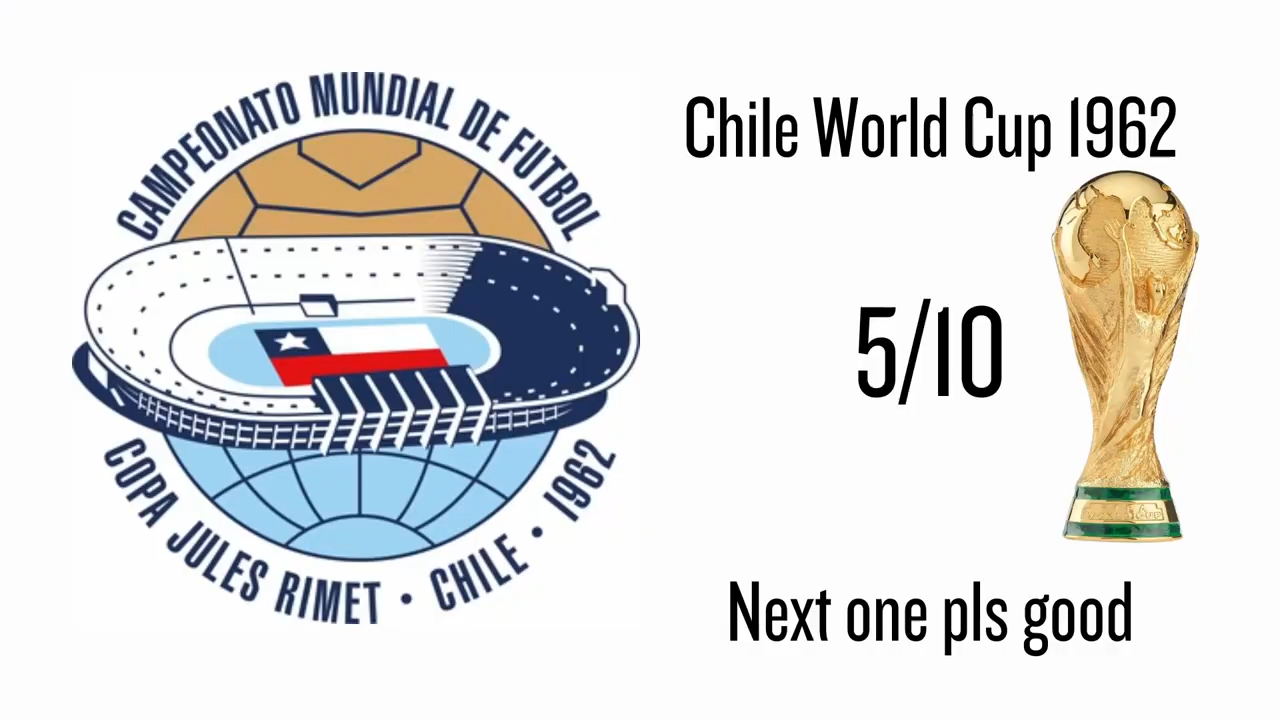 CAMPEONATO MUNDIAL DE FUTBOL
COPA JULES RIMET • CHILE • 1962
Chile World Cup 1962
5/10
Next one pls good